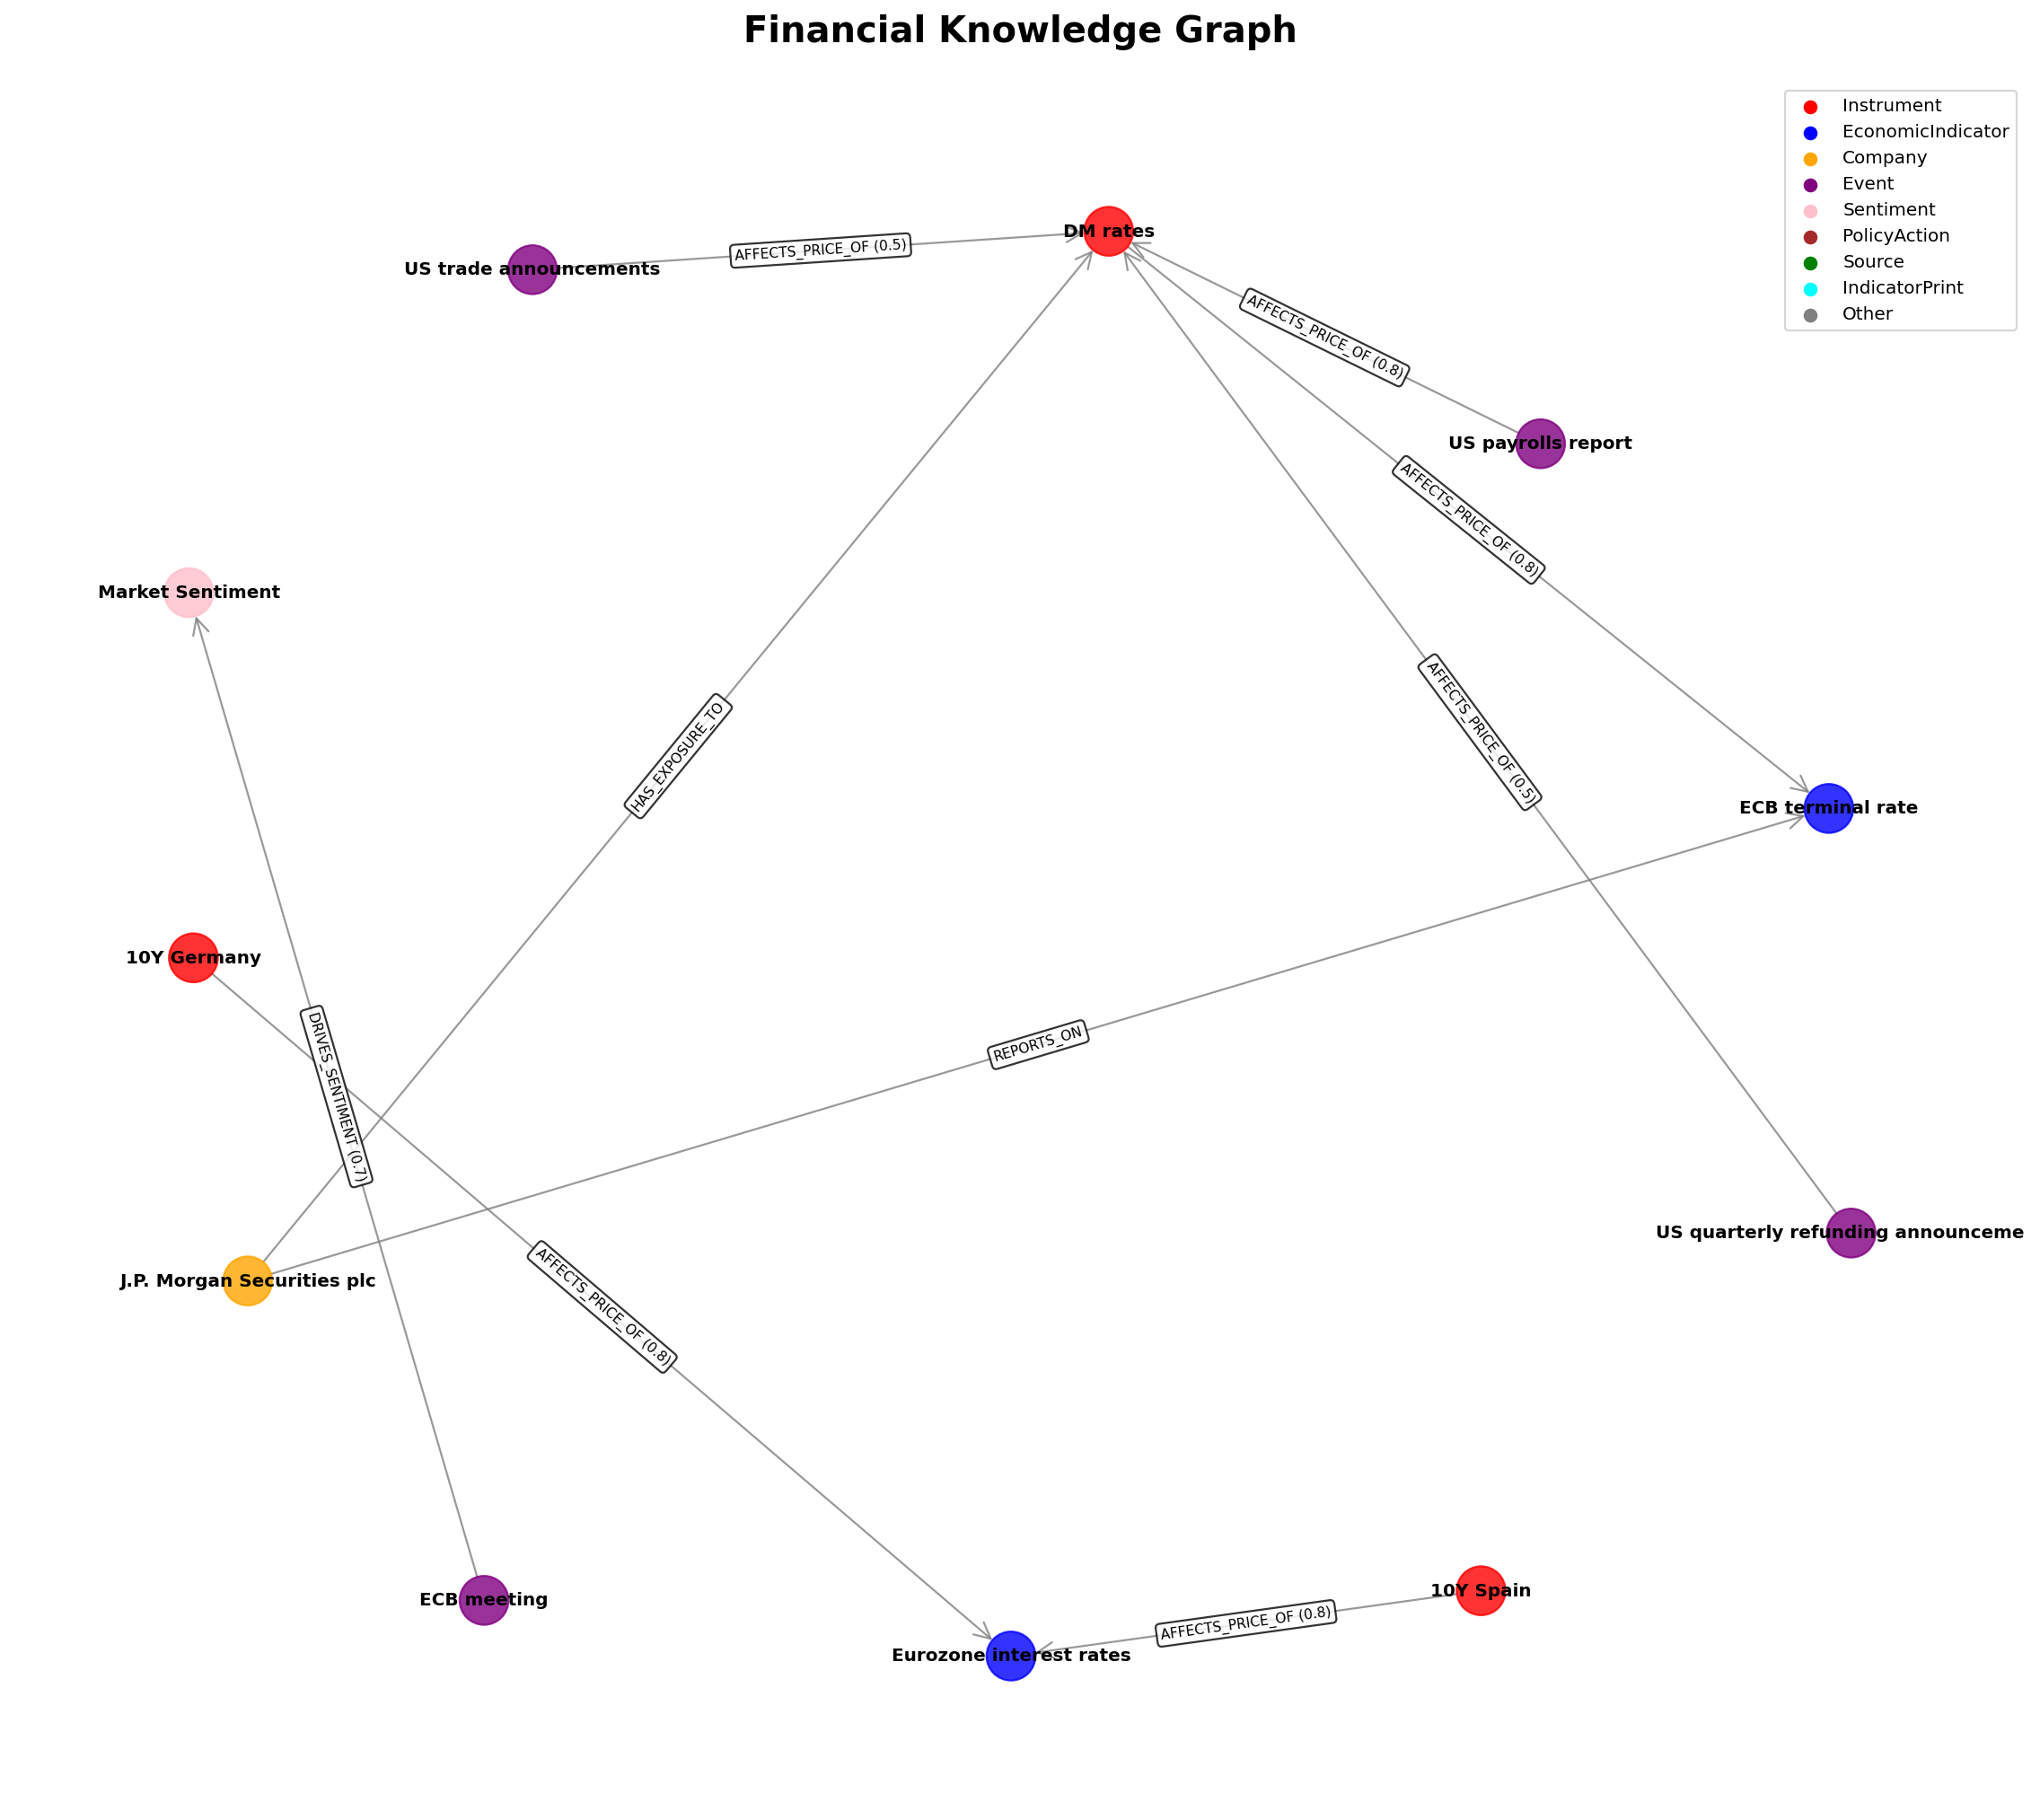 Financial Knowledge Graph
Instrument
EconomicIndicator
Company
Event
Sentiment
PolicyAction
Source
IndicatorPrint
Other
DM rates
AFFECTS_PRICE_OF (0.5)
US trade announcements
AFFECTS_PRICE_OF (0.8)
US payrolls report
AFFECTS_PRICE_OF (0.8)
Market Sentiment
HAS_EXPOSURE_TO
AFFECTS_PRICE_OF (0.5)
ECB terminal rate
10Y Germany
REPORTS_ON
DRIVES_SENTIMENT (0.7)
US quarterly refunding announceme
J.P. Morgan Securities plc
AFFECTS_PRICE_OF (0.8)
10Y Spain
ECB meeting
AFFECTS_PRICE_OF (0.8)
Eurozone interest rates